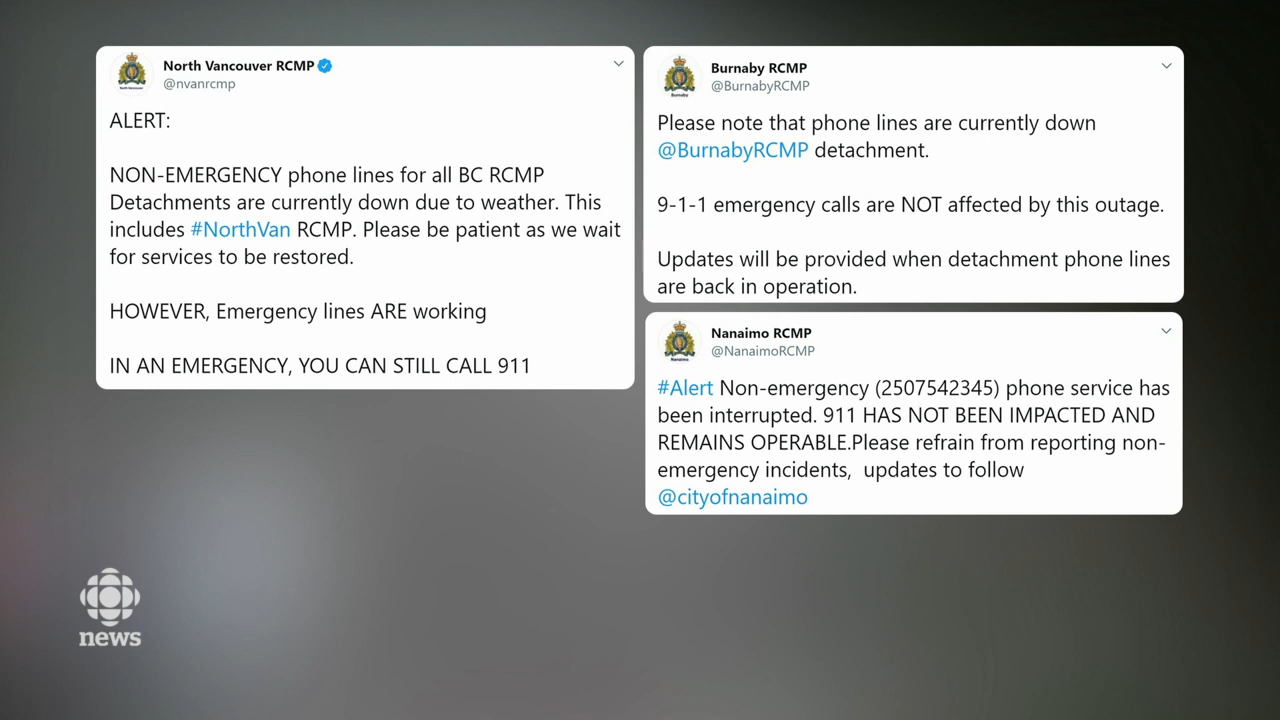 North Vancouver RCMP
@nvanrcmp
ALERT:
NON-EMERGENCY phone lines for all BC RCMP
Detachments are currently down due to weather. This
includes #NorthVan RCMP. Please be patient as we wait
for services to be restored.
HOWEVER, Emergency lines ARE working
IN AN EMERGENCY, YOU CAN STILL CALL 911
Burnaby RCMP
@BurnabyRCMP
Please note that phone lines are currently down
@BurnabyRCMP detachment.
9-1-1 emergency calls are NOT affected by this outage.
Updates will be provided when detachment phone lines
are back in operation.
Nanaimo RCMP
@NanaimoRCMP
#Alert Non-emergency (2507542345) phone service has
been interrupted. 911 HAS NOT BEEN IMPACTED AND
REMAINS OPERABLE.Please refrain from reporting non-
emergency incidents,  updates to follow
@cityofnanaimo
Burnaby
Nanaimo
news